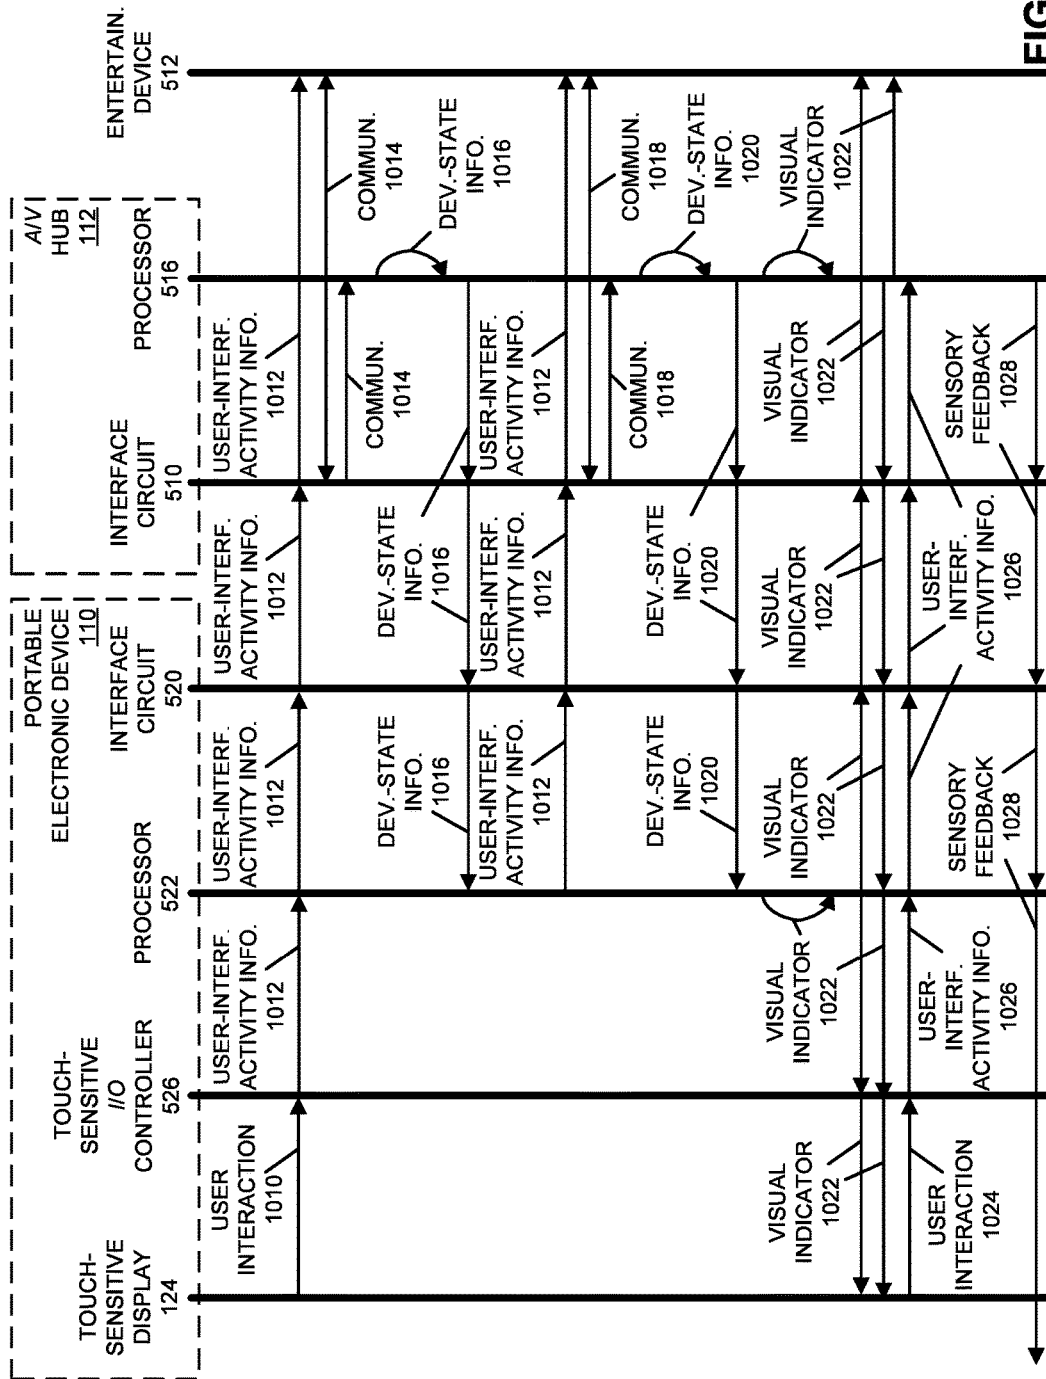 PORTABLE
ELECTRONIC DEVICE
110
A/V
HUB
112
TOUCH-
SENSITIVE
DISPLAY
124
TOUCH-
SENSITIVE
I/O
CONTROLLER
526
PROCESSOR
522
INTERFACE
CIRCUIT
520
INTERFACE
CIRCUIT
510
PROCESSOR
516
ENTERTAIN.
DEVICE
512
USER
INTERACTION
1010
USER-INTERF.
ACTIVITY INFO.
1012
USER-INTERF.
ACTIVITY INFO.
1012
USER-INTERF.
ACTIVITY INFO.
1012
USER-INTERF.
ACTIVITY INFO.
1012
COMMUN.
1014
COMMUN.
1014
DEV.-STATE
INFO.
1016
DEV.-STATE
INFO.
1016
DEV.-STATE
INFO.
1016
USER-INTERF.
ACTIVITY INFO.
1012
USER-INTERF.
ACTIVITY INFO.
1012
USER-INTERF.
ACTIVITY INFO.
1012
COMMUN.
1018
COMMUN.
1018
DEV.-STATE
INFO.
1020
DEV.-STATE
INFO.
1020
DEV.-STATE
INFO.
1020
VISUAL
INDICATOR
1022
VISUAL
INDICATOR
1022
VISUAL
INDICATOR
1022
VISUAL
INDICATOR
1022
VISUAL
INDICATOR
1022
VISUAL
INDICATOR
1022
USER
INTERACTION
1024
USER-
INTERF.
ACTIVITY INFO.
1026
USER-
INTERF.
ACTIVITY INFO.
1026
SENSORY
FEEDBACK
1028
SENSORY
FEEDBACK
1028
FIG